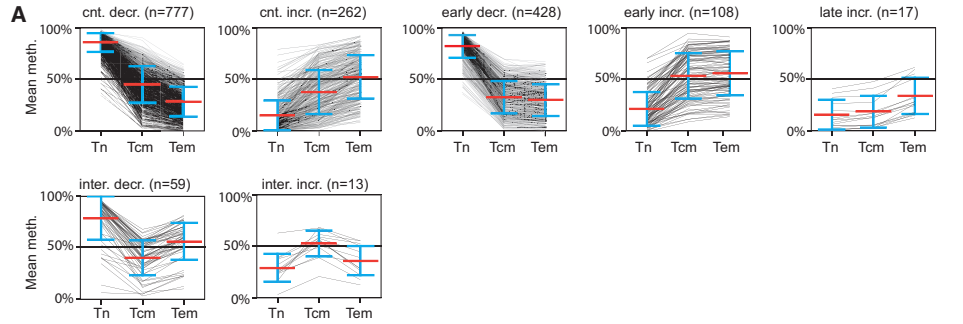 A
cnt. decr. (n=777)
cnt. incr. (n=262)
early decr. (n=428)
early incr. (n=108)
late incr. (n=17)
Mean meth.
100%
50%
0%
Tn Tcm Tem
100%
50%
0%
Tn Tcm Tem
100%
50%
0%
Tn Tcm Tem
100%
50%
0%
Tn Tcm Tem
100%
50%
0%
Tn Tcm Tem
inter. decr. (n=59)
inter. incr. (n=13)
Mean meth.
100%
50%
0%
Tn Tcm Tem
100%
50%
0%
Tn Tcm Tem